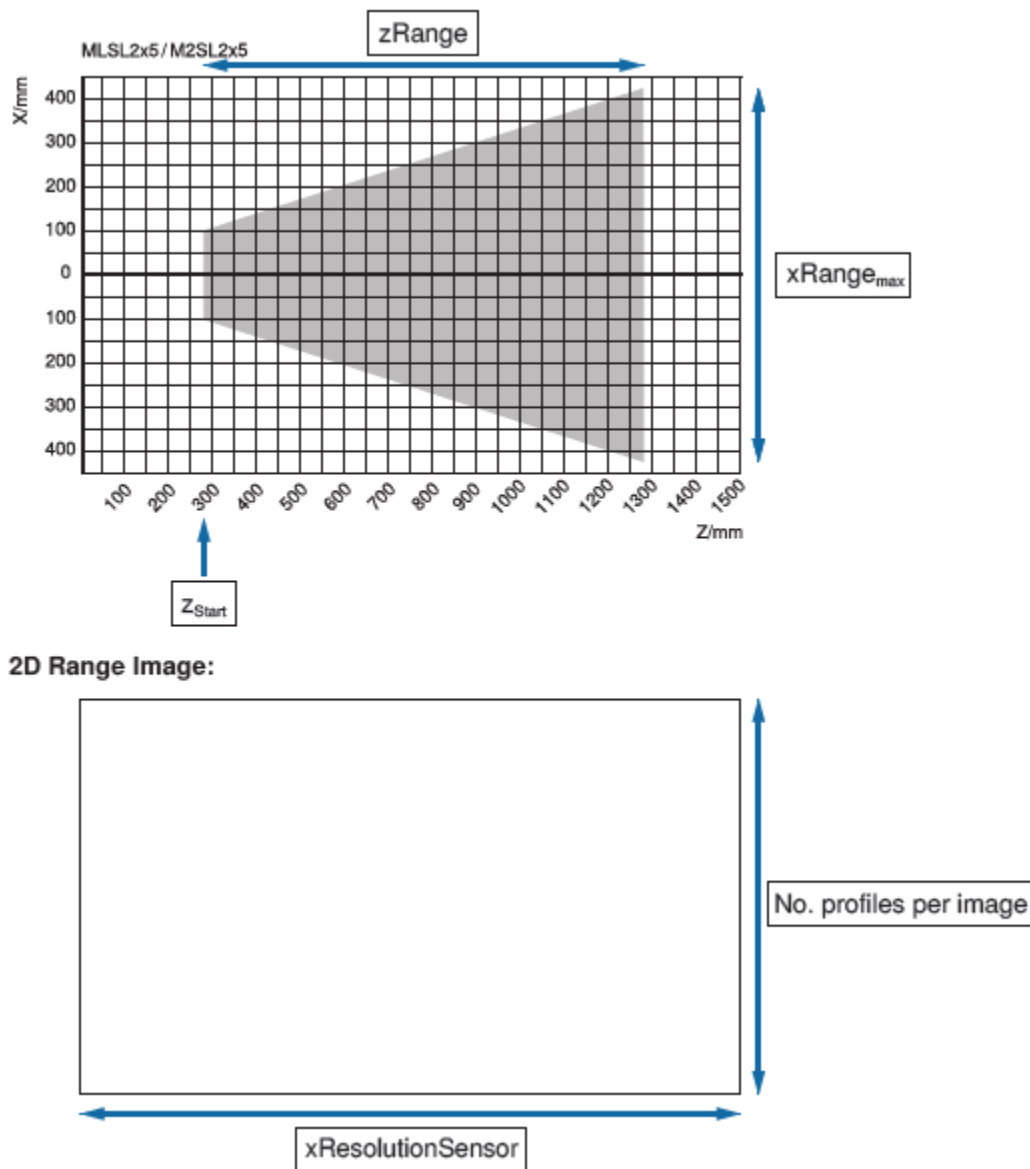 zRange
MLSL2x5 / M2SL2x5
X/mm
400
300
200
100
0
100
200
300
400
xRangemax
100 200 300 400 500 600 700 800 900 1000 1100 1200 1300 1400 1500
Z/mm
zStart
2D Range Image:
No. profiles per image
xResolutionSensor